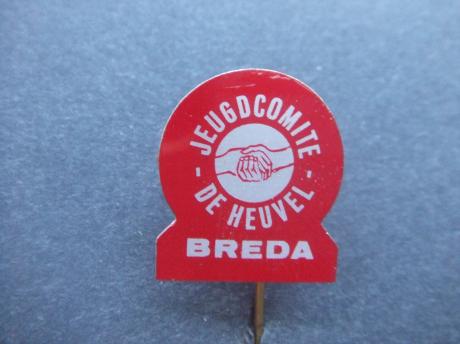 JEUGDCOMITE
- DE HEUVEL -
BREDA